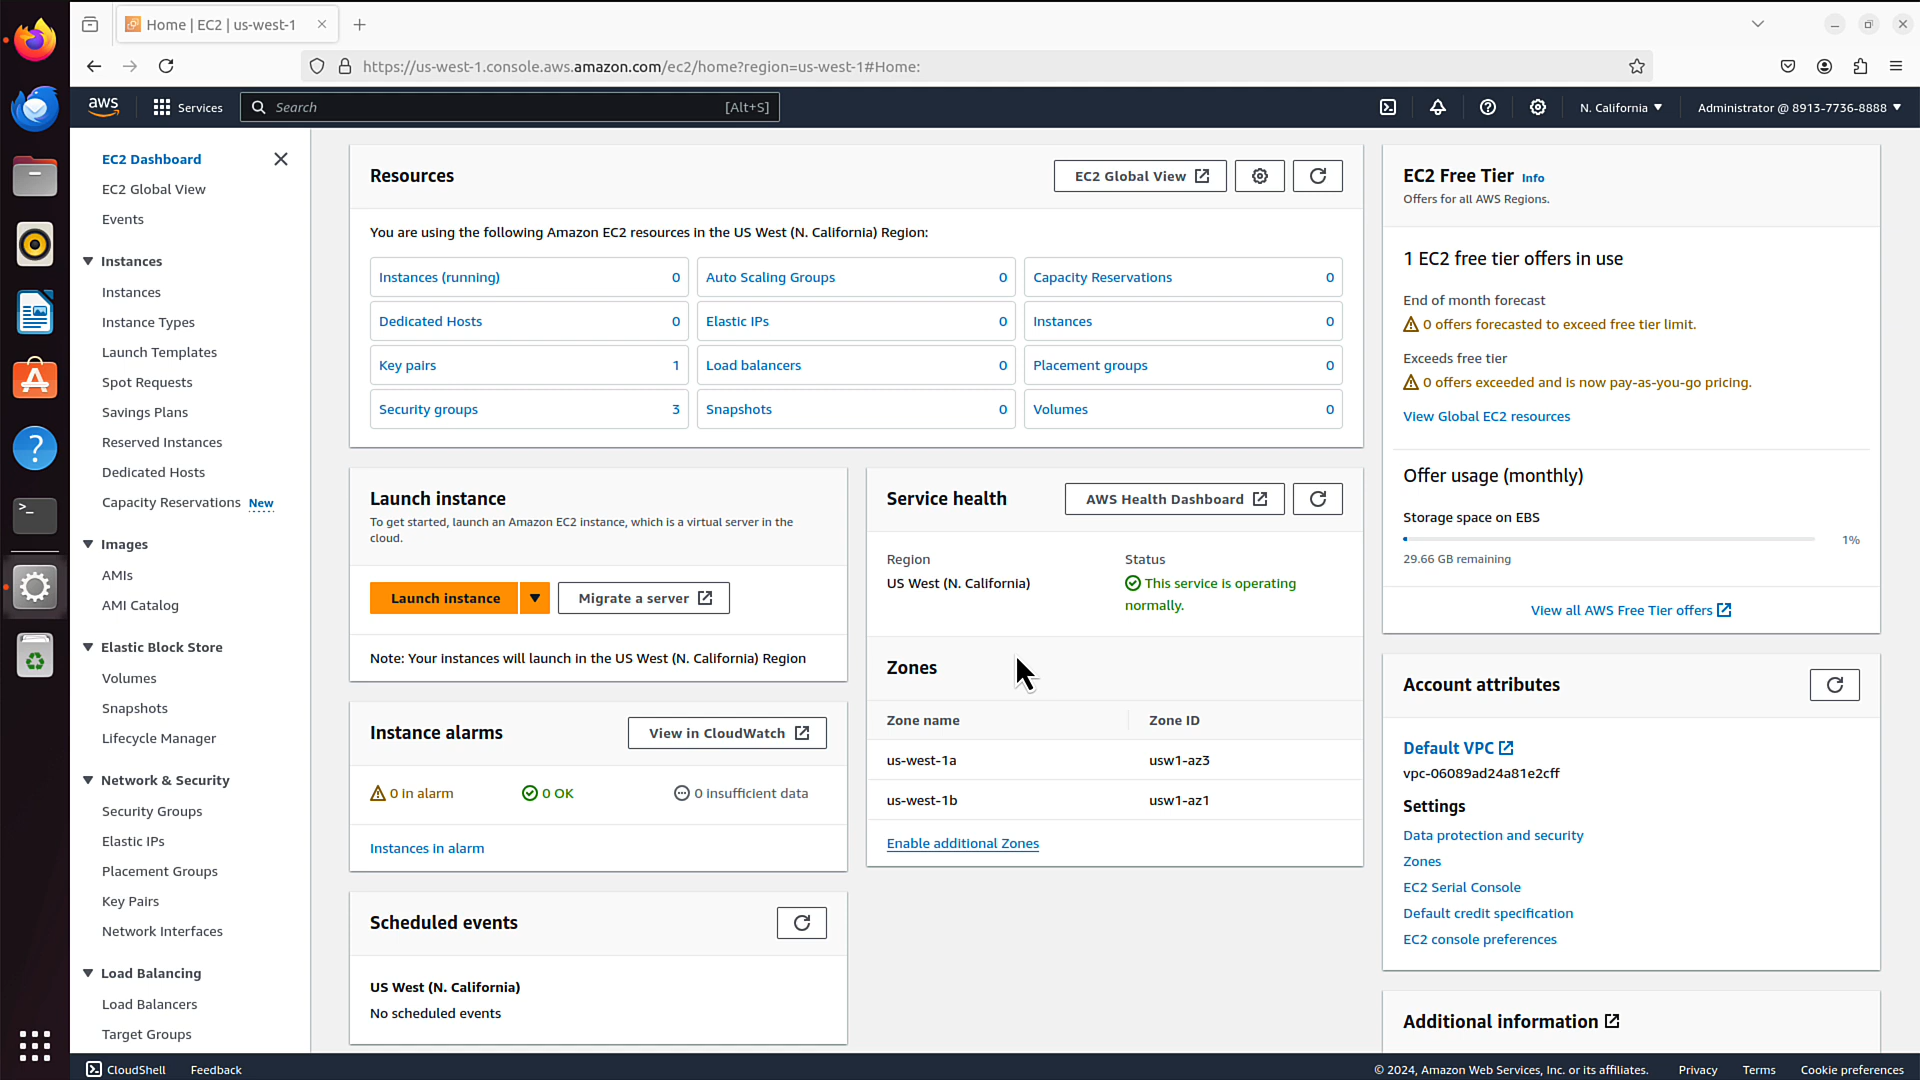 Home | EC2 | us-west-1
https://us-west-1.console.aws.amazon.com/ec2/home?region=us-west-1#Home:
aws
Services
Search
[Alt+S]
N. California
Administrator @ 8913-7736-8888
EC2 Dashboard
EC2 Global View
Events
Instances
Instances
Instance Types
Launch Templates
Spot Requests
Savings Plans
Reserved Instances
Dedicated Hosts
Capacity Reservations New
Images
AMIs
AMI Catalog
Elastic Block Store
Volumes
Snapshots
Lifecycle Manager
Network & Security
Security Groups
Elastic IPs
Placement Groups
Key Pairs
Network Interfaces
Load Balancing
Load Balancers
Target Groups
Resources
EC2 Global View
You are using the following Amazon EC2 resources in the US West (N. California) Region:
Instances (running) 0
Auto Scaling Groups 0
Capacity Reservations 0
Dedicated Hosts 0
Elastic IPs 0
Instances 0
Key pairs 1
Load balancers 0
Placement groups 0
Security groups 3
Snapshots 0
Volumes 0
Launch instance
To get started, launch an Amazon EC2 instance, which is a virtual server in the
cloud.
Launch instance
Migrate a server
Note: Your instances will launch in the US West (N. California) Region
Instance alarms
View in CloudWatch
0 in alarm
0 OK
0 insufficient data
Instances in alarm
Scheduled events
US West (N. California)
No scheduled events
Service health
AWS Health Dashboard
Region
US West (N. California)
Status
This service is operating
normally.
Zones
Zone name
Zone ID
us-west-1a
usw1-az3
us-west-1b
usw1-az1
Enable additional Zones
EC2 Free Tier Info
Offers for all AWS Regions.
1 EC2 free tier offers in use
End of month forecast
0 offers forecasted to exceed free tier limit.
Exceeds free tier
0 offers exceeded and is now pay-as-you-go pricing.
View Global EC2 resources
Offer usage (monthly)
Storage space on EBS
1%
29.66 GB remaining
View all AWS Free Tier offers
Account attributes
Default VPC
vpc-06089ad24a81e2cff
Settings
Data protection and security
Zones
EC2 Serial Console
Default credit specification
EC2 console preferences
Additional information
CloudShell
Feedback
© 2024, Amazon Web Services, Inc. or its affiliates.
Privacy
Terms
Cookie preferences